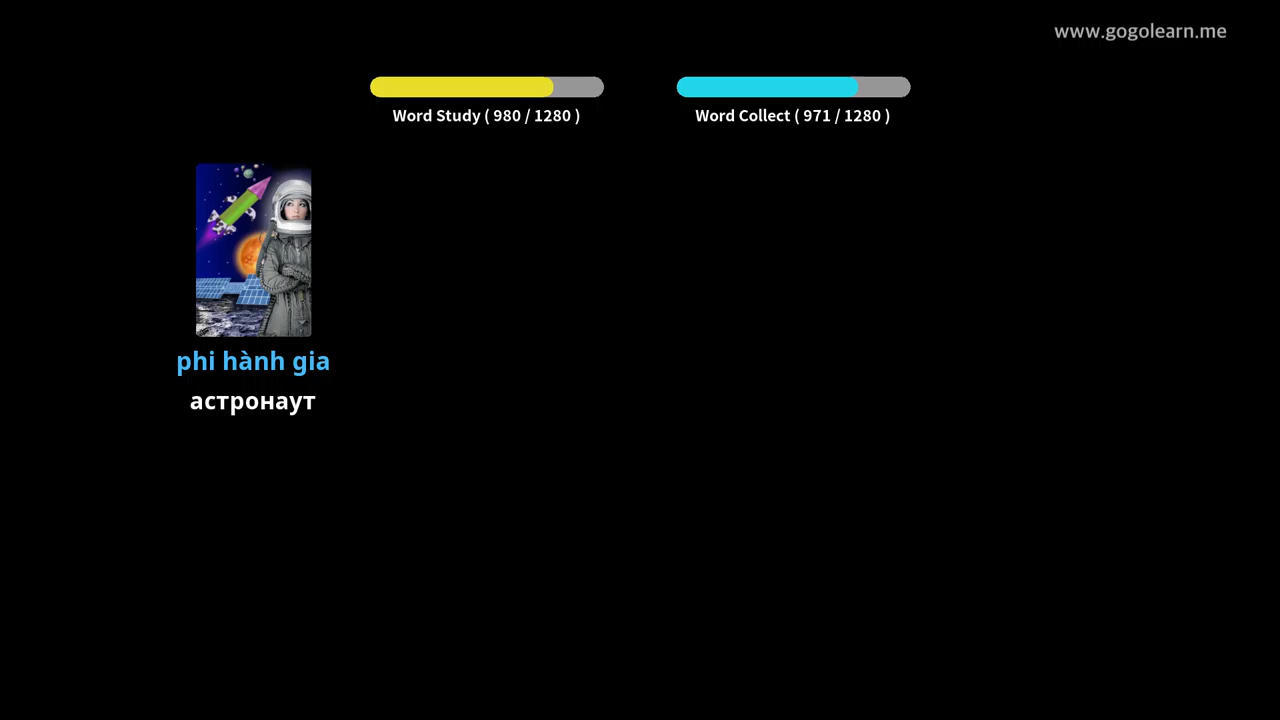 www.gogolearn.me
Word Study ( 980 / 1280 )
Word Collect ( 971 / 1280 )
phi hành gia
астронаут